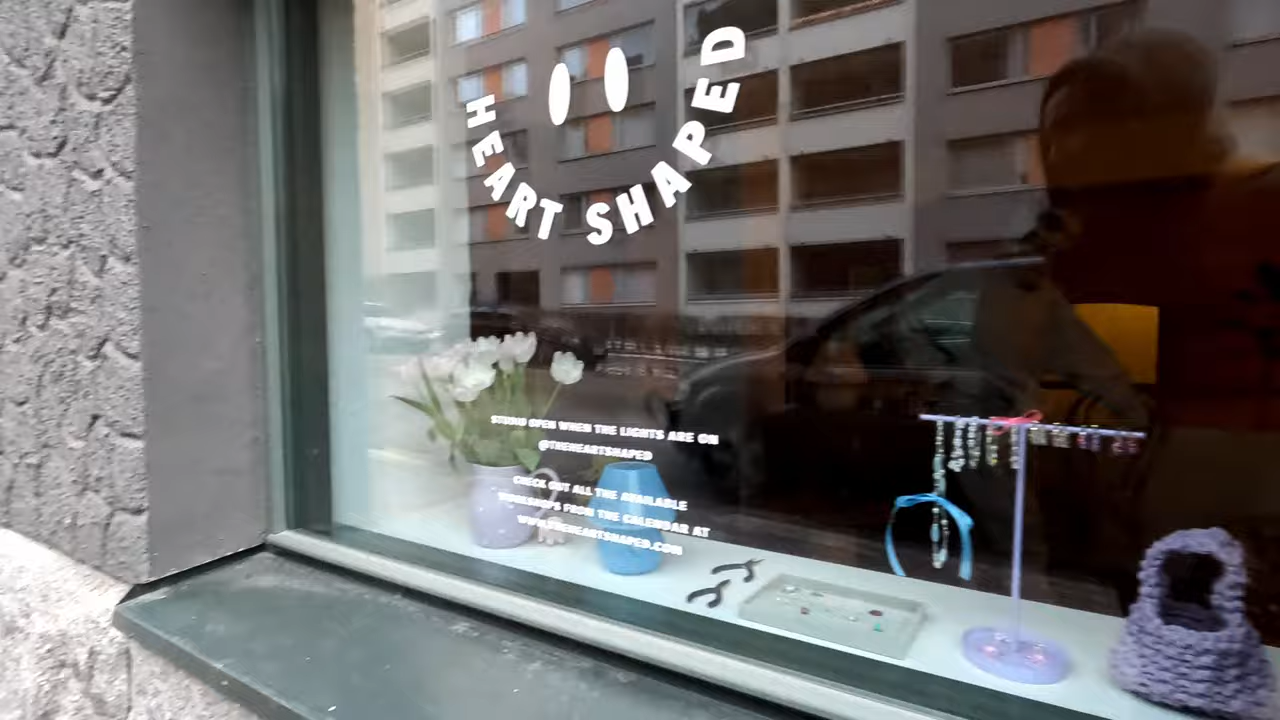 HEART SHAPED
STUDIO OPEN WHEN THE LIGHTS ARE ON
@THEHEARTSHAPED
CHECK OUT ALL THE AVAILABLE
WORKSHOPS FROM THE CALENDAR AT
WWW.THEHEARTSHAPED.COM